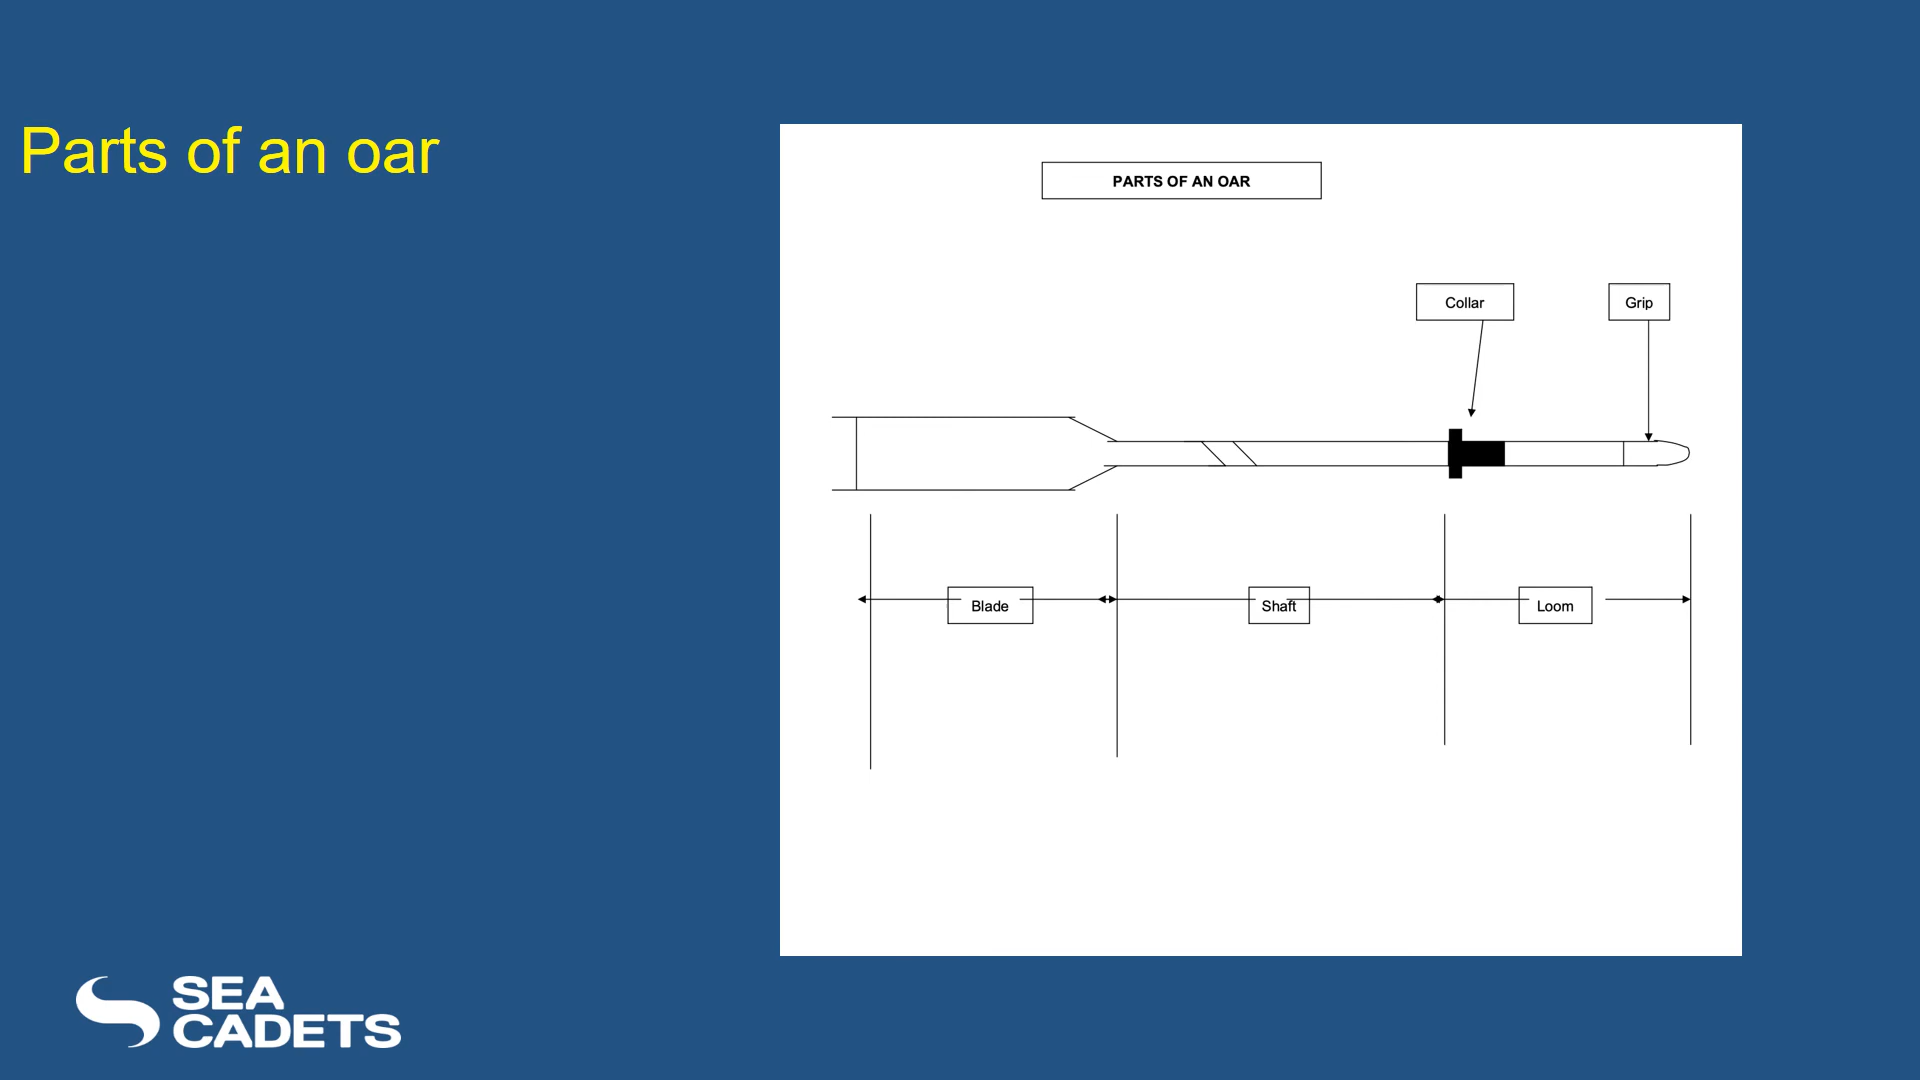 Parts of an oar
PARTS OF AN OAR
Collar
Grip
Blade
Shaft
Loom
SEA
CADETS